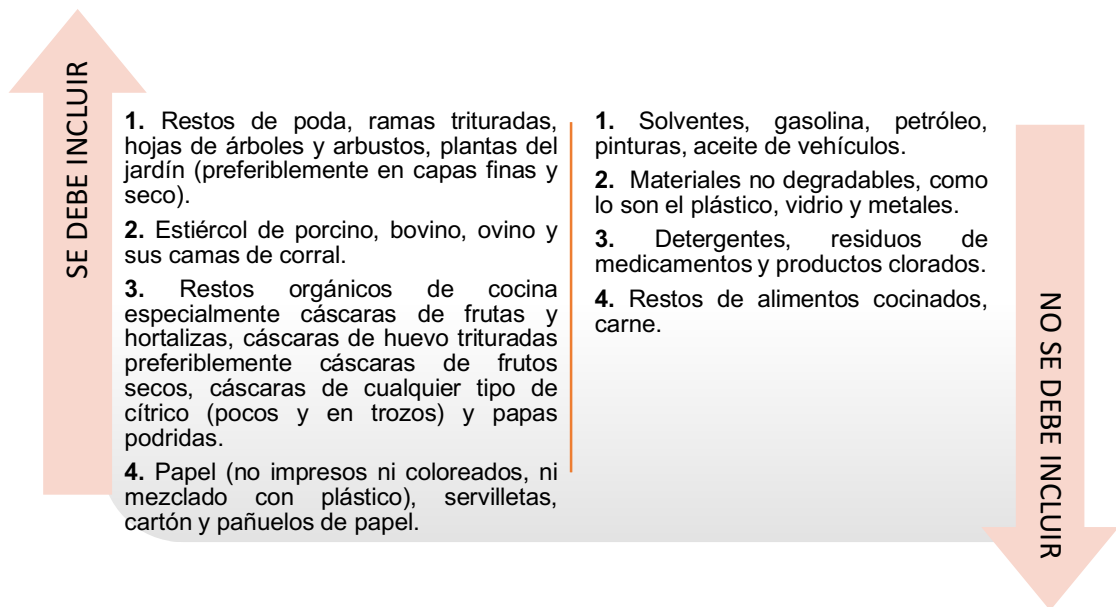 SE DEBE INCLUIR
1. Restos de poda, ramas trituradas,
hojas de árboles y arbustos, plantas del
jardín (preferiblemente en capas finas y
seco).
2. Estiércol de porcino, bovino, ovino y
sus camas de corral.
3. Restos orgánicos de cocina
especialmente cáscaras de frutas y
hortalizas, cáscaras de huevo trituradas
preferiblemente cáscaras de frutos
secos, cáscaras de cualquier tipo de
cítrico (pocos y en trozos) y papas
podridas.
4. Papel (no impresos ni coloreados, ni
mezclado con plástico), servilletas,
cartón y pañuelos de papel.
1. Solventes, gasolina, petróleo,
pinturas, aceite de vehículos.
2. Materiales no degradables, como
lo son el plástico, vidrio y metales.
3. Detergentes, residuos de
medicamentos y productos clorados.
4. Restos de alimentos cocinados,
carne.
NO SE DEBE INCLUIR